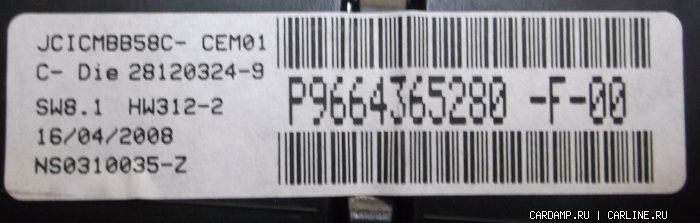 JCICMBB58C- CEM01
C- Die 28120324-9
SW8.1 HW312-2
16/04/2008
NS0310035-Z
P9664365280 -F-00
CARDAMP.RU | CARLINE.RU